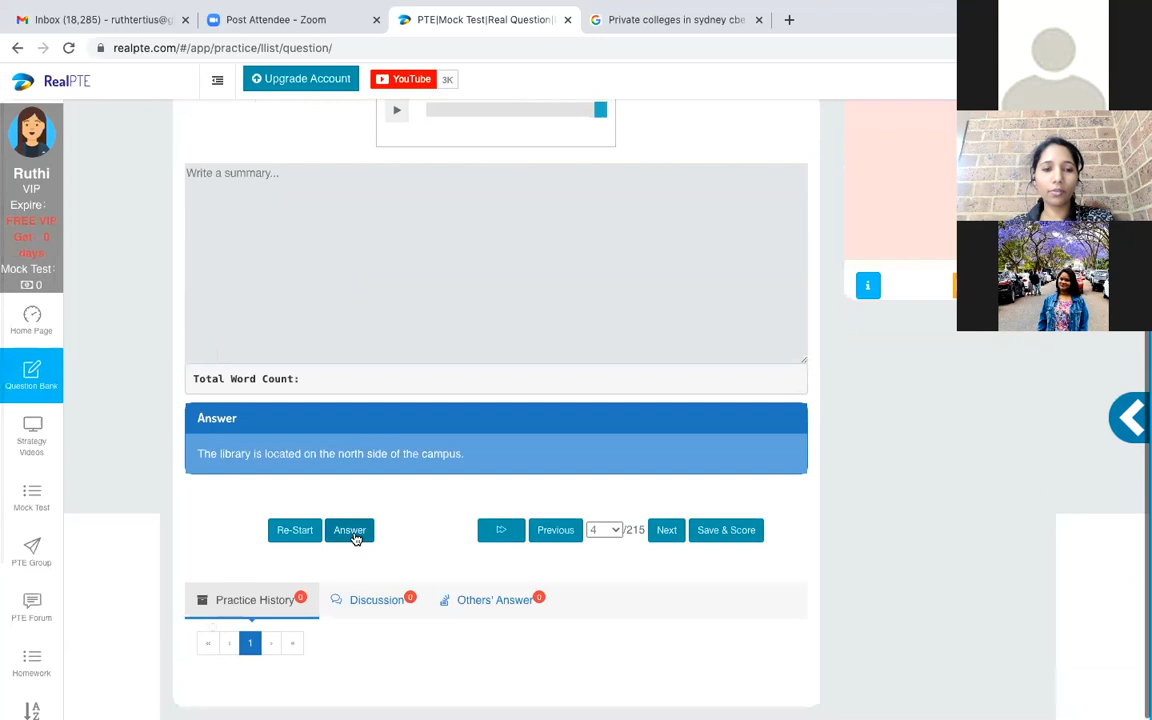 Inbox (18,285) - ruthtertius@g
Post Attendee - Zoom
PTE|Mock Test|Real Question|
Private colleges in sydney cbe
realpte.com/#/app/practice/llist/question/
RealPTE
Upgrade Account
YouTube
3K
Ruthi
VIP
Expire:
FREE VIP
Get: 0
days
Mock Test:
0
Home Page
Question Bank
Strategy
Videos
Mock Test
PTE Group
PTE Forum
Homework
Write a summary...
Total Word Count:
Answer
The library is located on the north side of the campus.
Re-Start
Answer
Previous
4
/215
Next
Save & Score
Practice History 0
Discussion 0
Others' Answer 0
« ‹ 1 › »